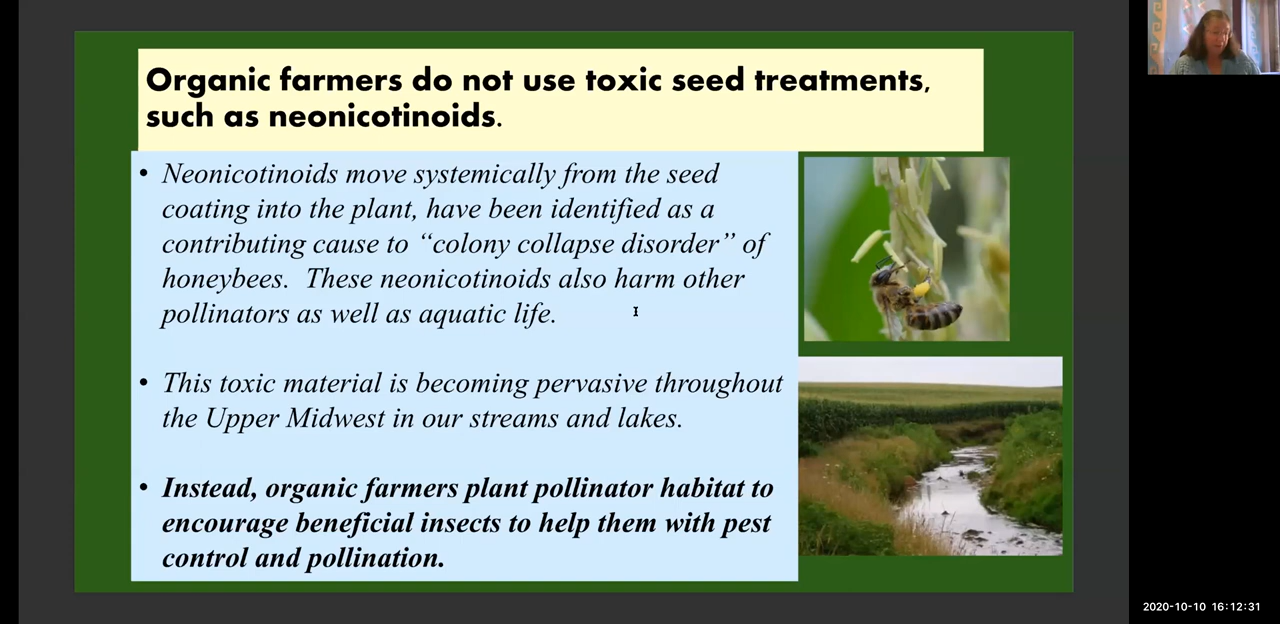 Organic farmers do not use toxic seed treatments,
such as neonicotinoids.
• Neonicotinoids move systemically from the seed
coating into the plant, have been identified as a
contributing cause to “colony collapse disorder” of
honeybees.  These neonicotinoids also harm other
pollinators as well as aquatic life.
• This toxic material is becoming pervasive throughout
the Upper Midwest in our streams and lakes.
• Instead, organic farmers plant pollinator habitat to
encourage beneficial insects to help them with pest
control and pollination.
2020-10-10 16:12:31